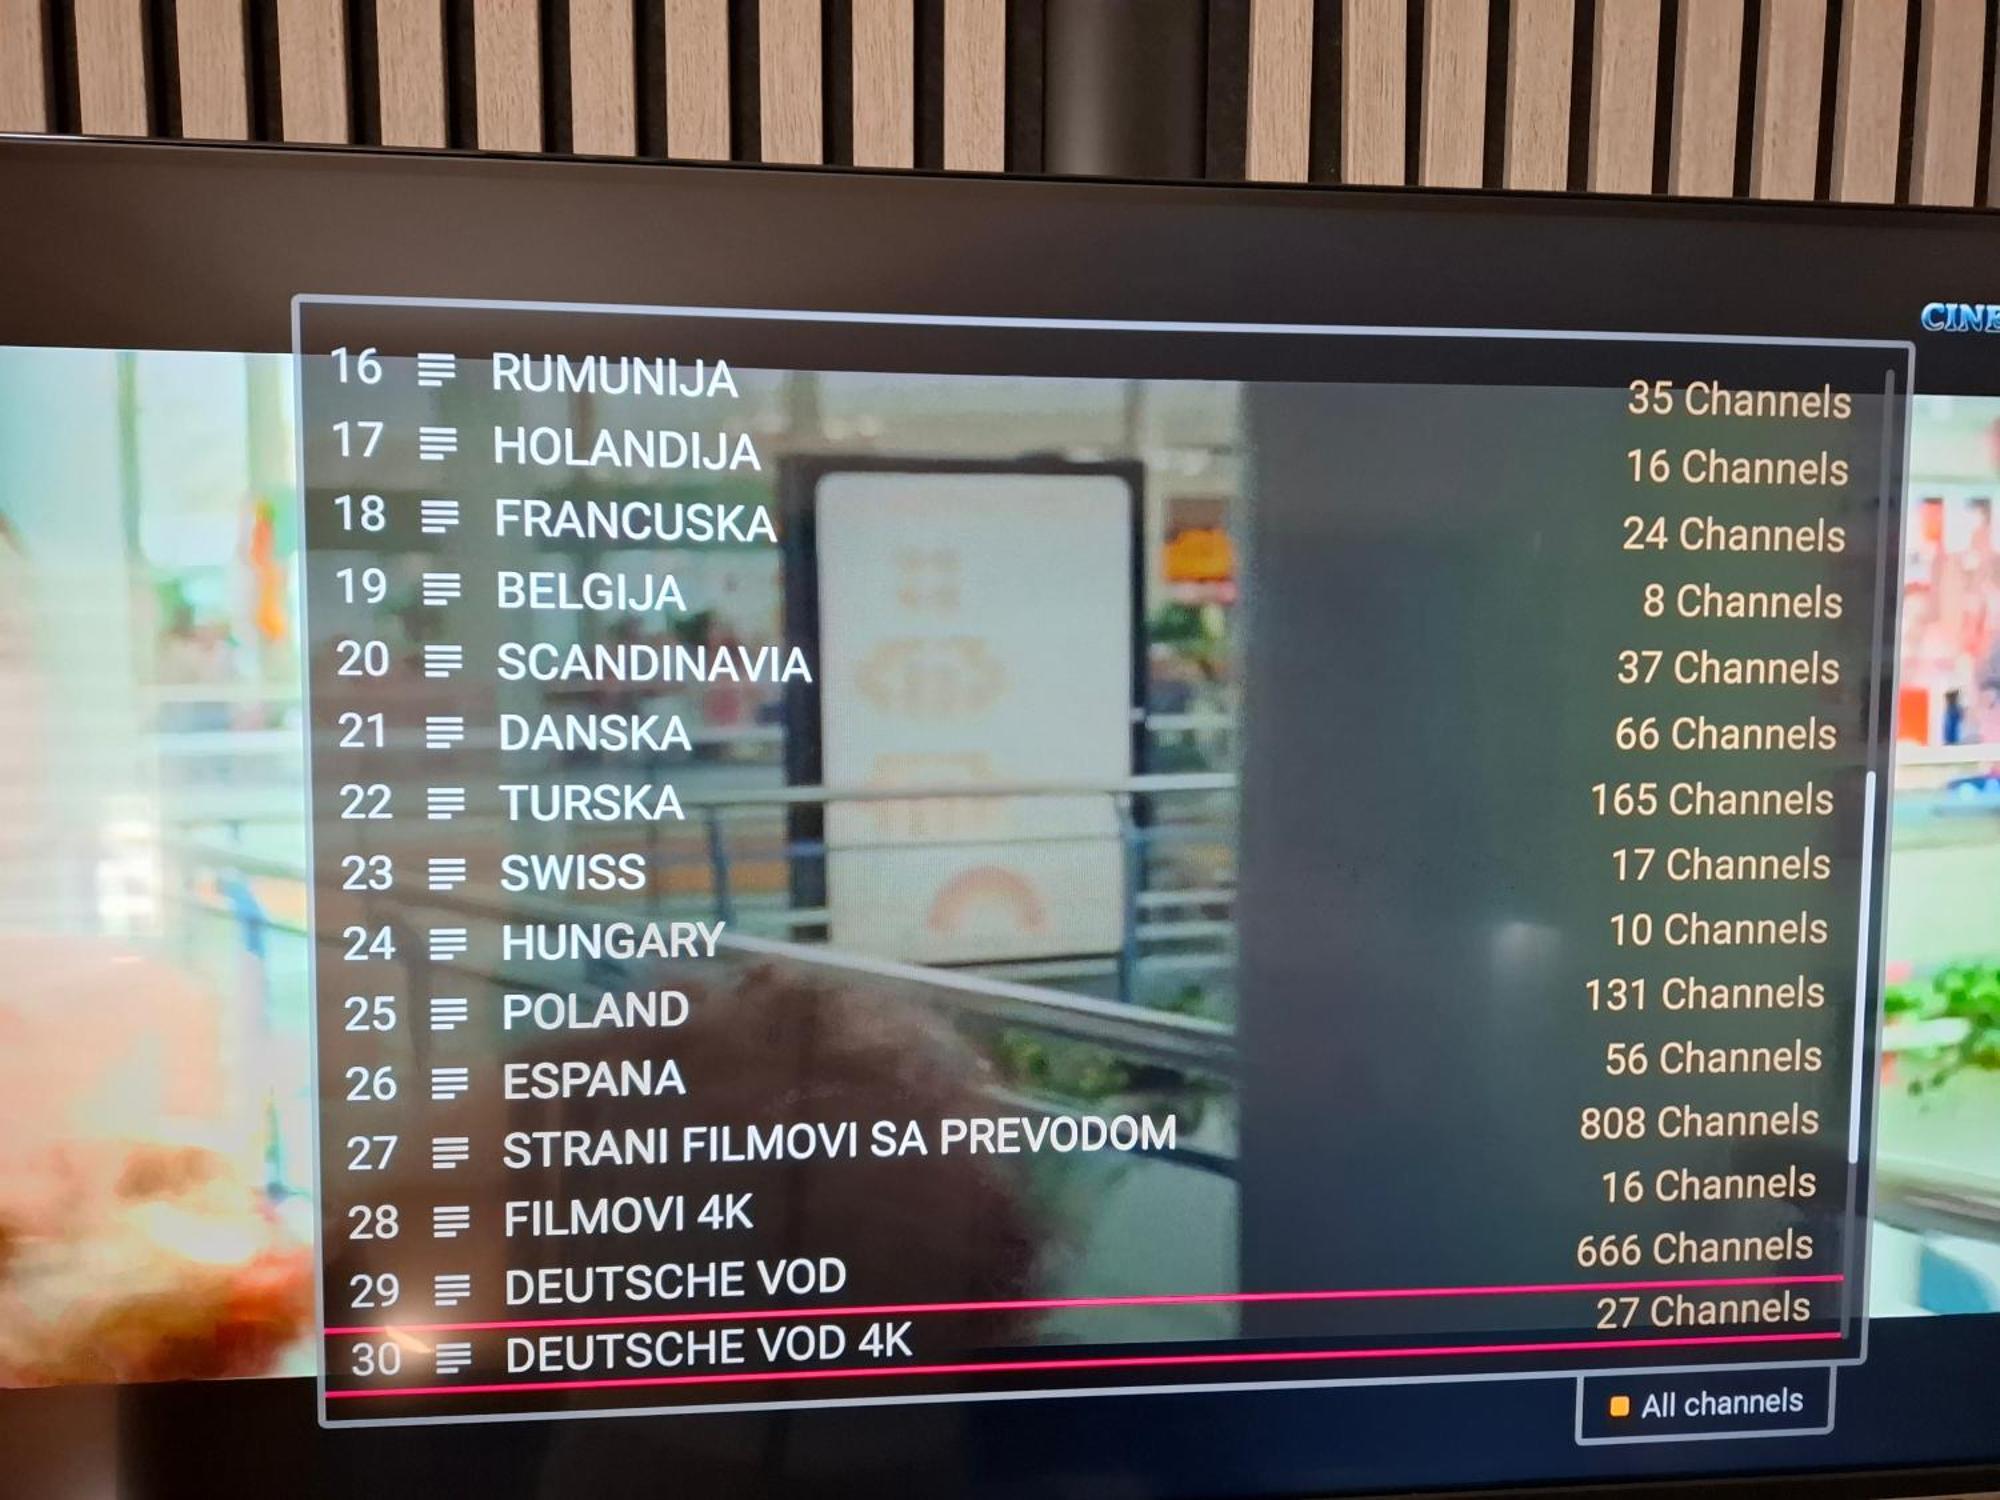 CINE
16 RUMUNIJA 35 Channels
17 HOLANDIJA 16 Channels
18 FRANCUSKA 24 Channels
19 BELGIJA 8 Channels
20 SCANDINAVIA 37 Channels
21 DANSKA 66 Channels
22 TURSKA 165 Channels
23 SWISS 17 Channels
24 HUNGARY 10 Channels
25 POLAND 131 Channels
26 ESPANA 56 Channels
27 STRANI FILMOVI SA PREVODOM 808 Channels
28 FILMOVI 4K 16 Channels
29 DEUTSCHE VOD 666 Channels
30 DEUTSCHE VOD 4K 27 Channels
All channels